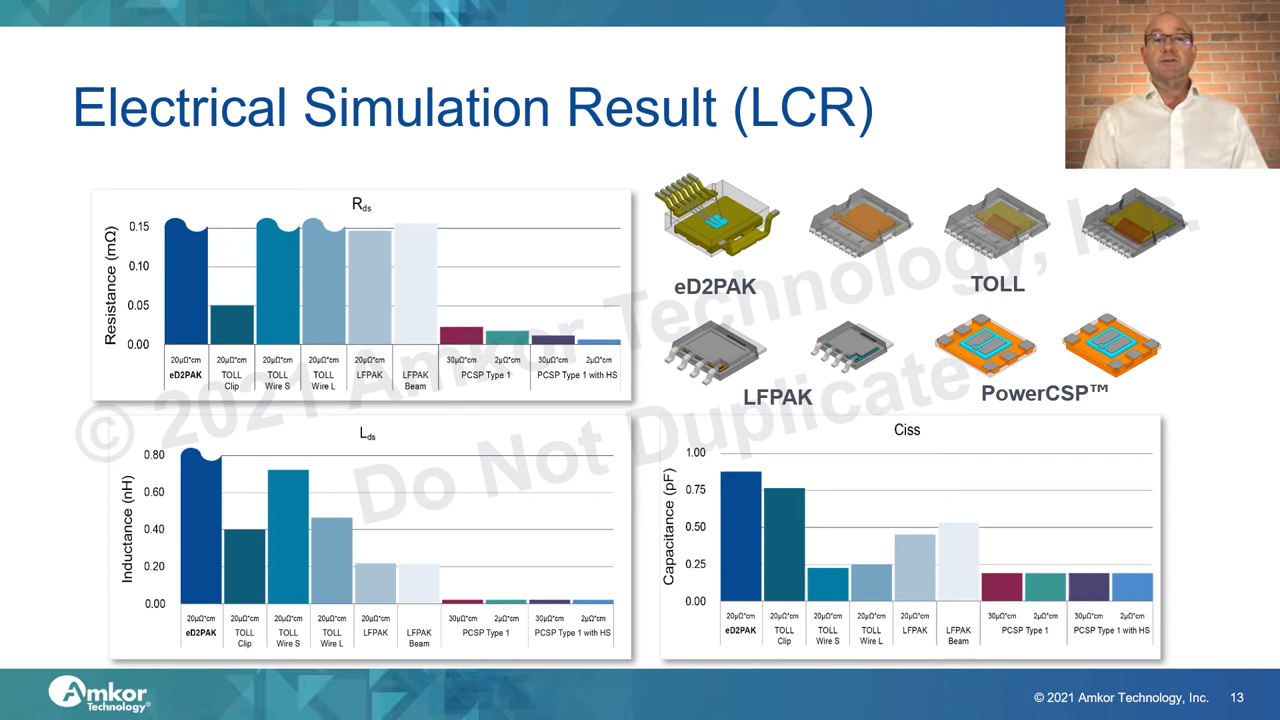 Electrical Simulation Result (LCR)
Rds
Resistance (mΩ)
0.15
0.10
0.05
0.00
20μΩ*cm 20μΩ*cm 20μΩ*cm 20μΩ*cm 20μΩ*cm 30μΩ*cm 2μΩ*cm 30μΩ*cm 2μΩ*cm
eD2PAK TOLL TOLL TOLL LFPAK LFPAK PCSP Type 1 PCSP Type 1 with HS
Clip Wire S Wire L Beam
eD2PAK
TOLL
LFPAK
PowerCSP™
Lds
Inductance (nH)
0.80
0.60
0.40
0.20
0.00
20μΩ*cm 20μΩ*cm 20μΩ*cm 20μΩ*cm 20μΩ*cm 30μΩ*cm 2μΩ*cm 30μΩ*cm 2μΩ*cm
eD2PAK TOLL TOLL TOLL LFPAK LFPAK PCSP Type 1 PCSP Type 1 with HS
Clip Wire S Wire L Beam
Ciss
Capacitance (pF)
1.00
0.75
0.50
0.25
0.00
20μΩ*cm 20μΩ*cm 20μΩ*cm 20μΩ*cm 20μΩ*cm 30μΩ*cm 2μΩ*cm 30μΩ*cm 2μΩ*cm
eD2PAK TOLL TOLL TOLL LFPAK LFPAK PCSP Type 1 PCSP Type 1 with HS
Clip Wire S Wire L Beam
© 2021 Amkor Technology, Inc.
Do Not Duplicate
Amkor
Technology®
© 2021 Amkor Technology, Inc. 13